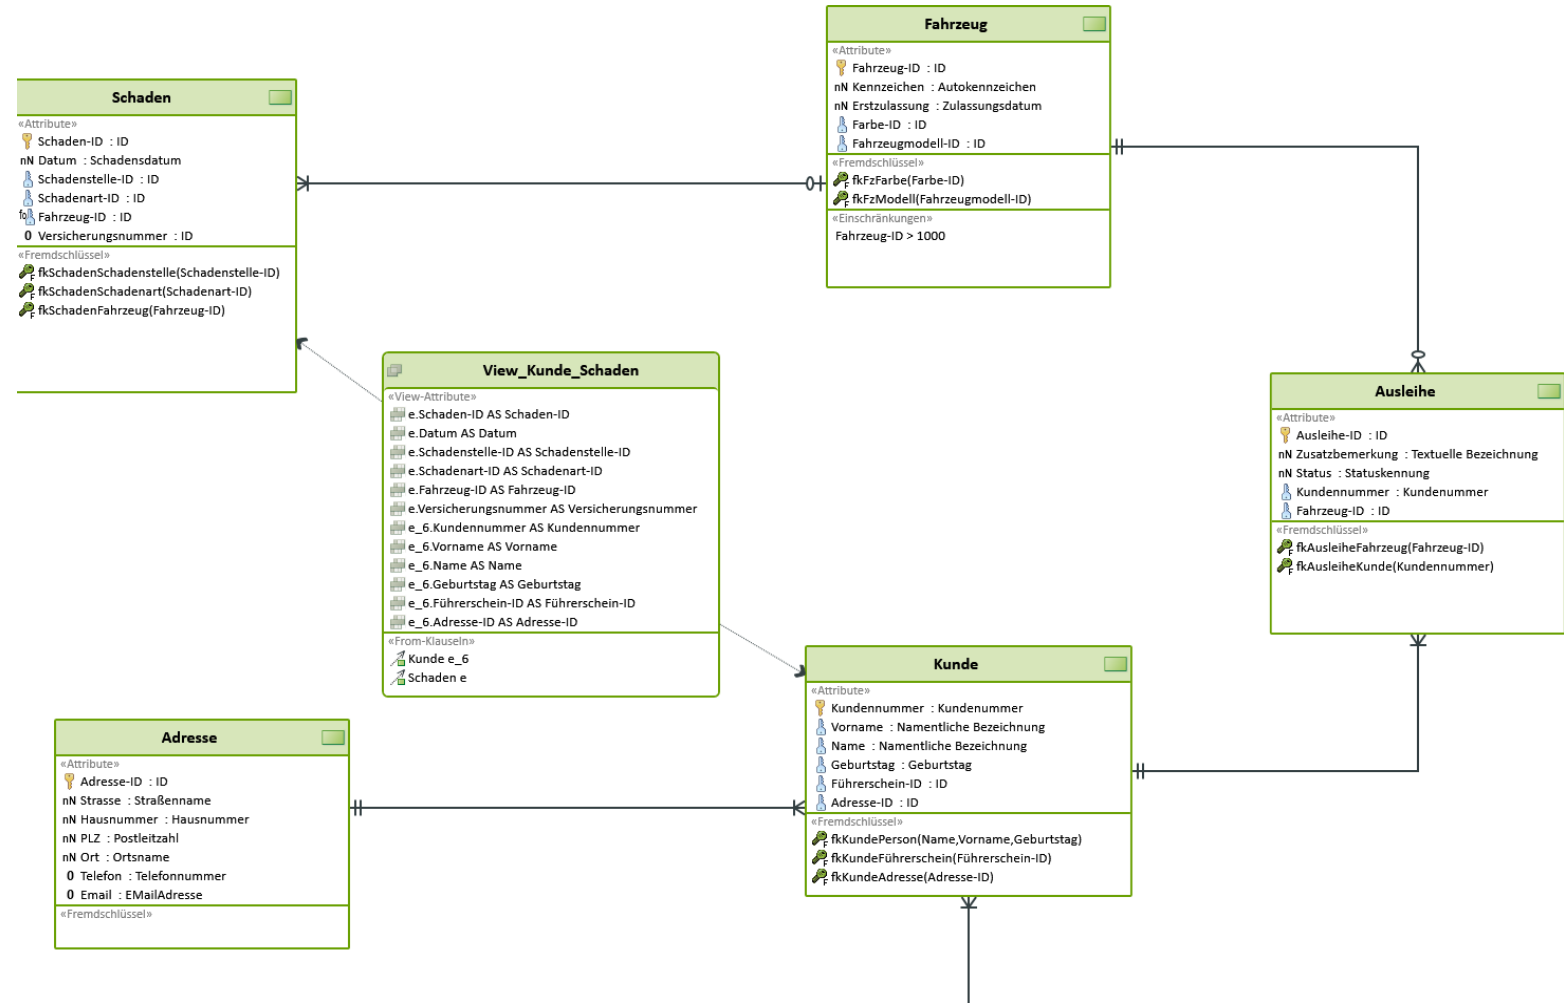 Fahrzeug
«Attribute»
Fahrzeug-ID : ID
nN Kennzeichen : Autokennzeichen
nN Erstzulassung : Zulassungsdatum
Farbe-ID : ID
Fahrzeugmodell-ID : ID
«Fremdschlüssel»
fkFzFarbe(Farbe-ID)
fkFzModell(Fahrzeugmodell-ID)
«Einschränkungen»
Fahrzeug-ID > 1000
Schaden
«Attribute»
Schaden-ID : ID
nN Datum : Schadensdatum
Schadenstelle-ID : ID
Schadenart-ID : ID
Fahrzeug-ID : ID
0 Versicherungsnummer : ID
«Fremdschlüssel»
fkSchadenSchadenstelle(Schadenstelle-ID)
fkSchadenSchadenart(Schadenart-ID)
fkSchadenFahrzeug(Fahrzeug-ID)
View_Kunde_Schaden
«View-Attribute»
e.Schaden-ID AS Schaden-ID
e.Datum AS Datum
e.Schadenstelle-ID AS Schadenstelle-ID
e.Schadenart-ID AS Schadenart-ID
e.Fahrzeug-ID AS Fahrzeug-ID
e.Versicherungsnummer AS Versicherungsnummer
e_6.Kundennummer AS Kundennummer
e_6.Vorname AS Vorname
e_6.Name AS Name
e_6.Geburtstag AS Geburtstag
e_6.Führerschein-ID AS Führerschein-ID
e_6.Adresse-ID AS Adresse-ID
«From-Klauseln»
Kunde e_6
Schaden e
Ausleihe
«Attribute»
Ausleihe-ID : ID
nN Zusatzbemerkung : Textuelle Bezeichnung
nN Status : Statuskennung
Kundennummer : Kundenummer
Fahrzeug-ID : ID
«Fremdschlüssel»
fkAusleiheFahrzeug(Fahrzeug-ID)
fkAusleiheKunde(Kundennummer)
Kunde
«Attribute»
Kundennummer : Kundenummer
Vorname : Namentliche Bezeichnung
Name : Namentliche Bezeichnung
Geburtstag : Geburtstag
Führerschein-ID : ID
Adresse-ID : ID
«Fremdschlüssel»
fkKundePerson(Name,Vorname,Geburtstag)
fkKundeFührerschein(Führerschein-ID)
fkKundeAdresse(Adresse-ID)
Adresse
«Attribute»
Adresse-ID : ID
nN Strasse : Straßenname
nN Hausnummer : Hausnummer
nN PLZ : Postleitzahl
nN Ort : Ortsname
0 Telefon : Telefonnummer
0 Email : EMailAdresse
«Fremdschlüssel»